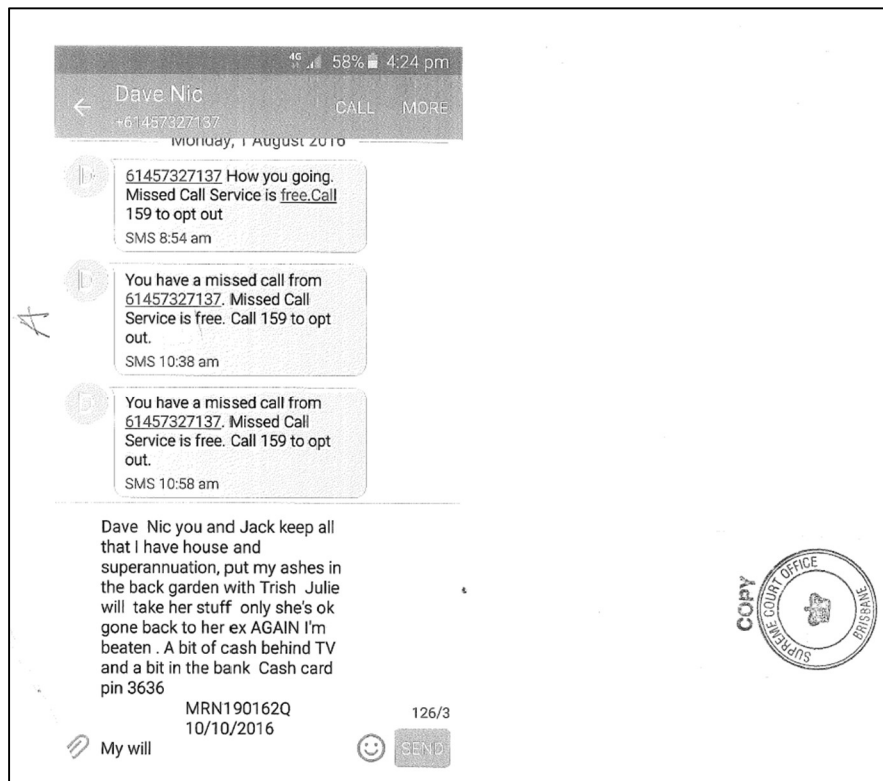 4G 58% 4:24 pm
Dave Nic CALL MORE
+61457327137
Monday, 1 August 2016
D
61457327137 How you going.
Missed Call Service is free.Call
159 to opt out
SMS 8:54 am
D
You have a missed call from
61457327137. Missed Call
Service is free. Call 159 to opt
out.
SMS 10:38 am
A
D
You have a missed call from
61457327137. Missed Call
Service is free. Call 159 to opt
out.
SMS 10:58 am
Dave Nic you and Jack keep all
that I have house and
superannuation, put my ashes in
the back garden with Trish Julie
will take her stuff only she's ok
gone back to her ex AGAIN I'm
beaten . A bit of cash behind TV
and a bit in the bank Cash card
pin 3636
MRN190162Q
10/10/2016
126/3
My will
SEND
COPY
SUPREME COURT OFFICE
BRISBANE